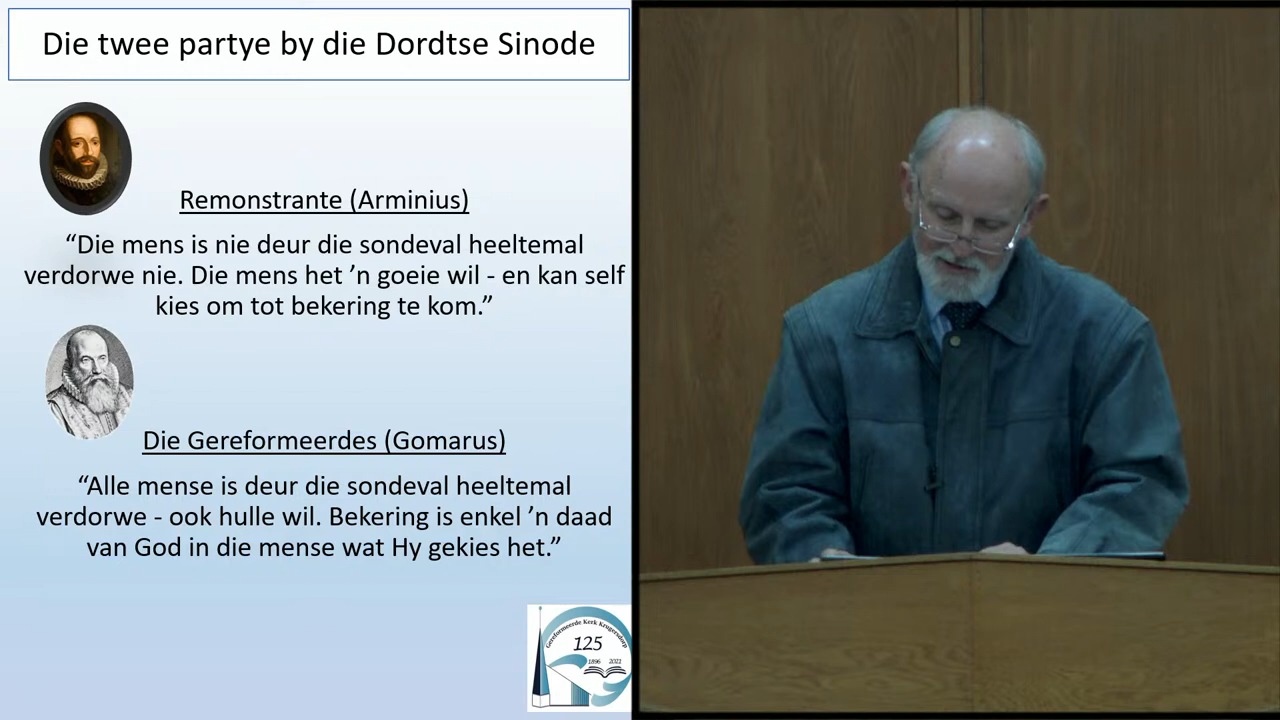 Die twee partye by die Dordtse Sinode
Remonstrante (Arminius)
“Die mens is nie deur die sondeval heeltemal
verdorwe nie. Die mens het ’n goeie wil - en kan self
kies om tot bekering te kom.”
Die Gereformeerdes (Gomarus)
“Alle mense is deur die sondeval heeltemal
verdorwe - ook hulle wil. Bekering is enkel ’n daad
van God in die mense wat Hy gekies het.”
Gereformeerde Kerk Krugersdorp
125
1896 2021